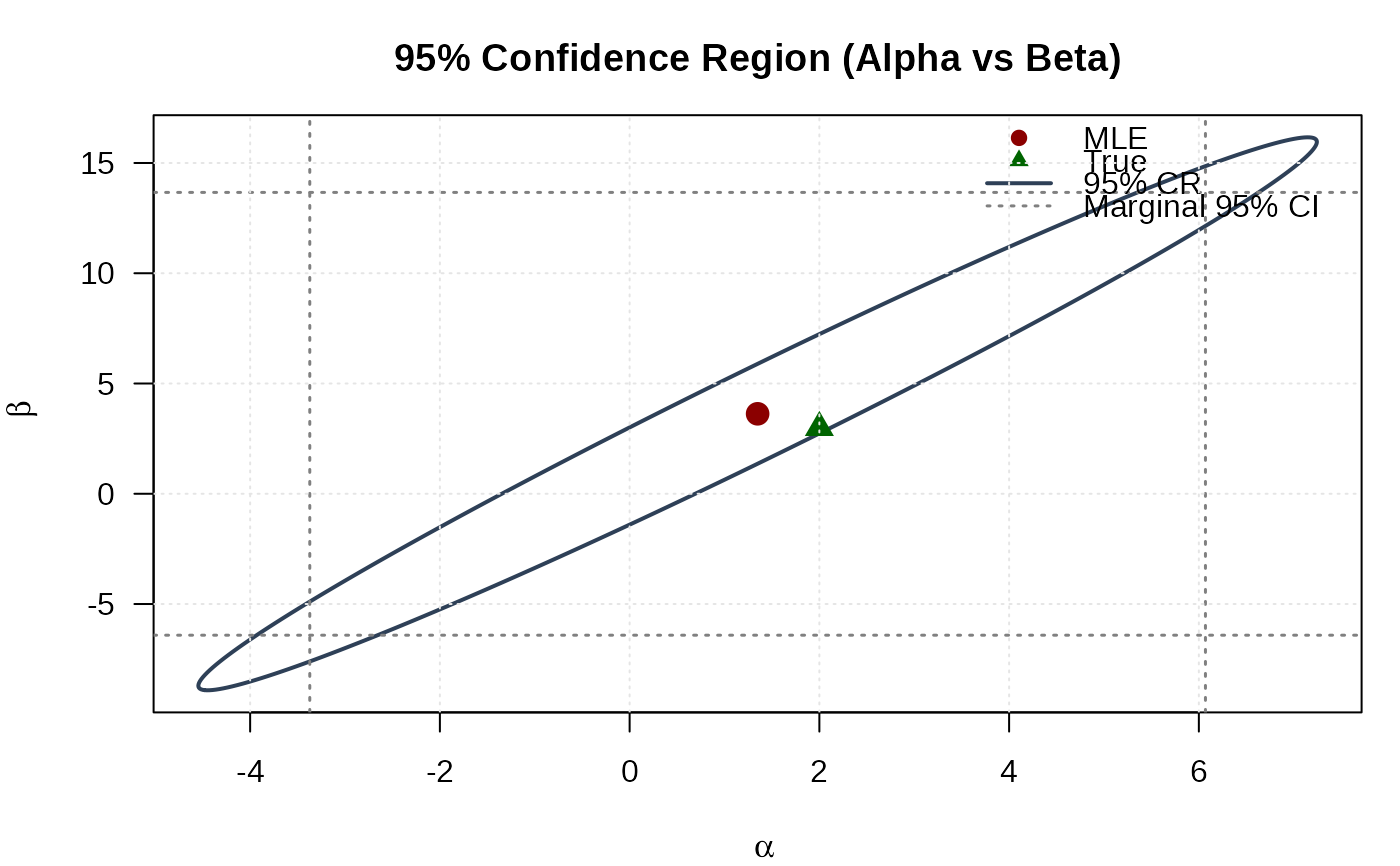 95% Confidence Region (Alpha vs Beta)
MLE
True
95% CR
Marginal 95% CI
15
10
5
0
-5
β
-4 -2 0 2 4 6
α